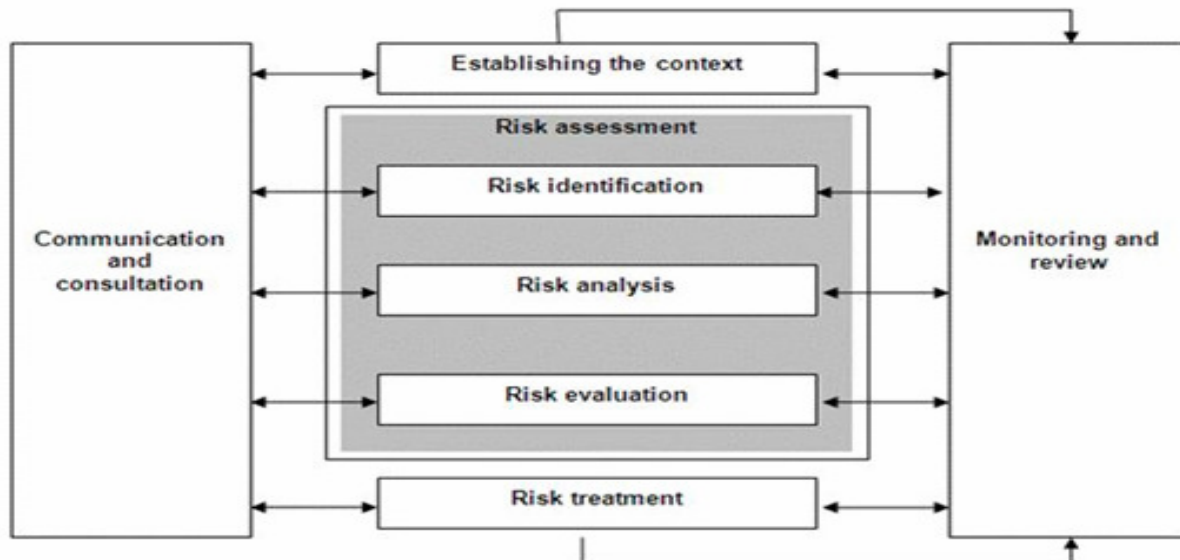 Establishing the context
Risk assessment
Risk identification
Communication
and
consultation
Monitoring and
review
Risk analysis
Risk evaluation
Risk treatment